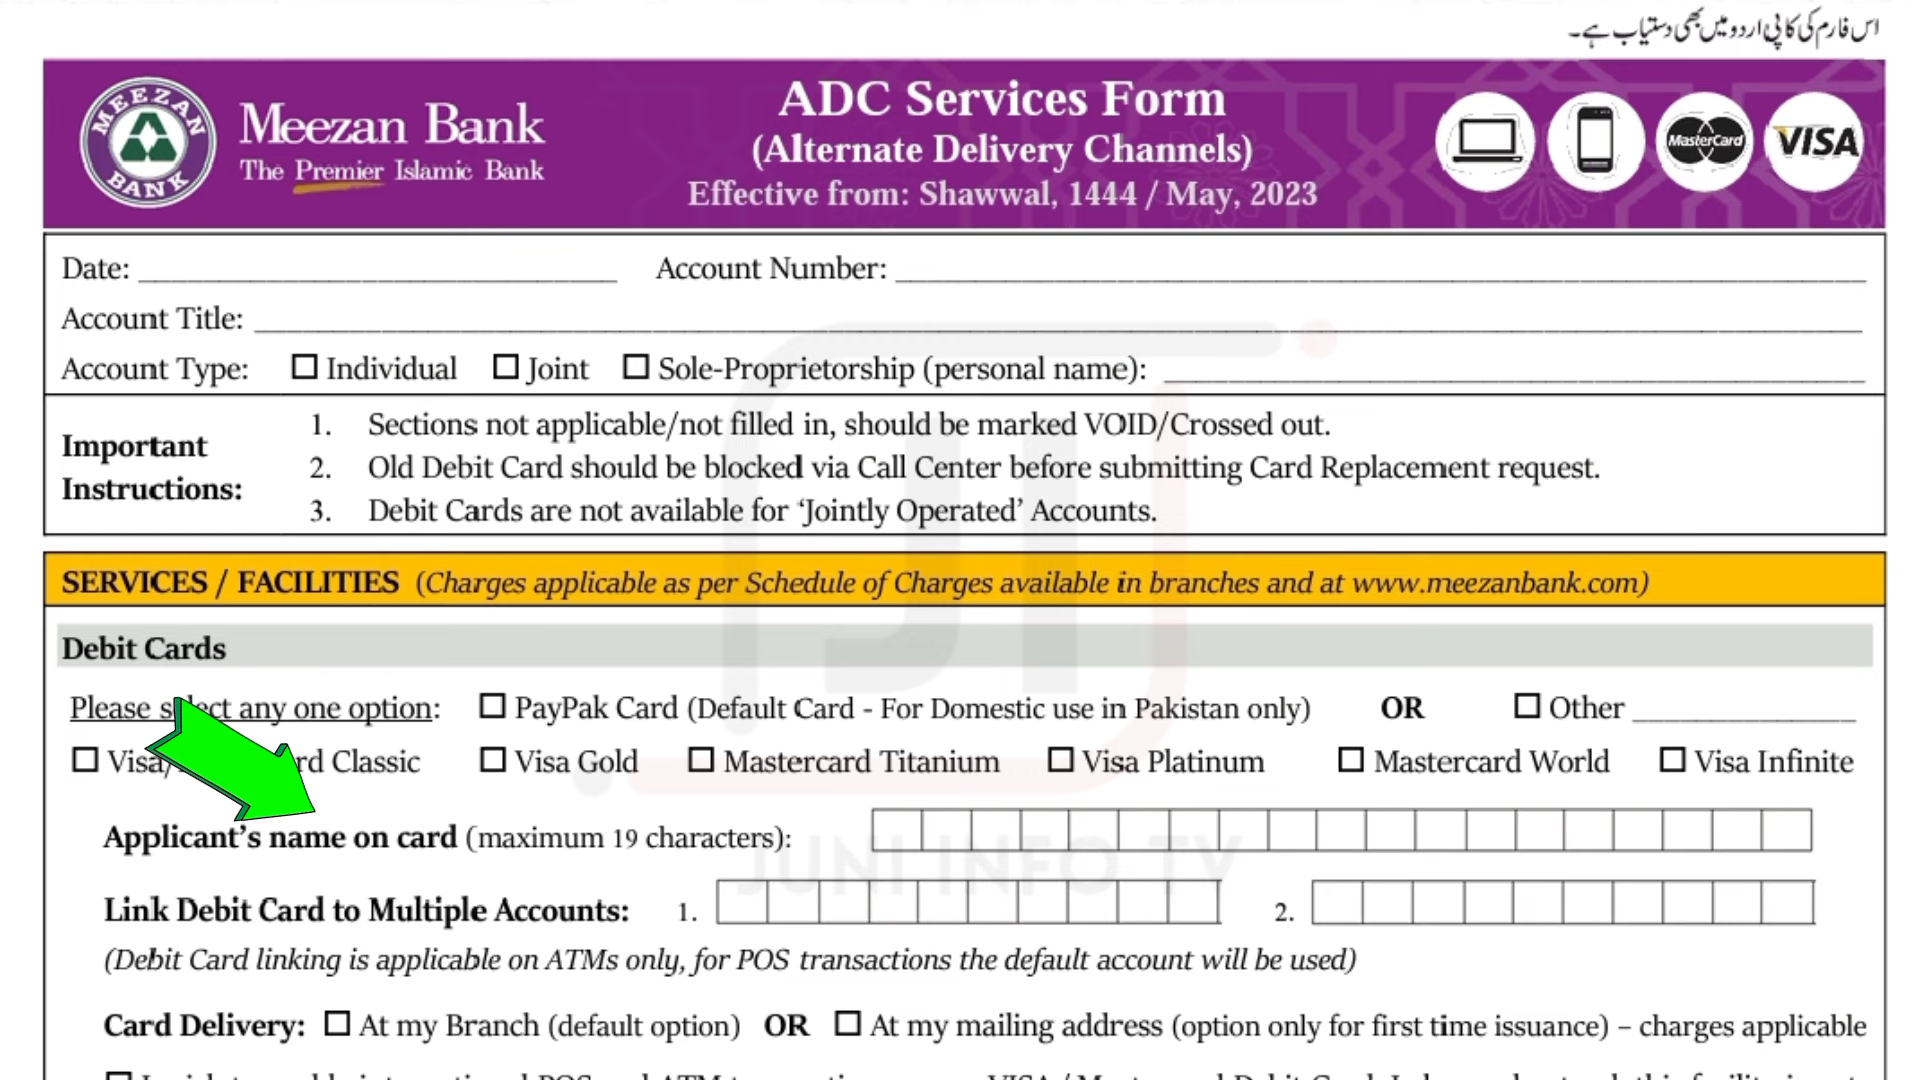 اس فارم کی کاپی اردو میں بھی دستیاب ہے۔
MEEZAN BANK
Meezan Bank
The Premier Islamic Bank
ADC Services Form
(Alternate Delivery Channels)
Effective from: Shawwal, 1444 / May, 2023
MasterCard
VISA
Date: Account Number:
Account Title:
Account Type: Individual Joint Sole-Proprietorship (personal name):
Important
Instructions:
1. Sections not applicable/not filled in, should be marked VOID/Crossed out.
2. Old Debit Card should be blocked via Call Center before submitting Card Replacement request.
3. Debit Cards are not available for ‘Jointly Operated’ Accounts.
SERVICES / FACILITIES (Charges applicable as per Schedule of Charges available in branches and at www.meezanbank.com)
Debit Cards
Please select any one option: PayPak Card (Default Card - For Domestic use in Pakistan only) OR Other
Visa/ Classic Visa Gold Mastercard Titanium Visa Platinum Mastercard World Visa Infinite
Applicant’s name on card (maximum 19 characters):
JUNI INFO TV
Link Debit Card to Multiple Accounts: 1. 2.
(Debit Card linking is applicable on ATMs only, for POS transactions the default account will be used)
Card Delivery: At my Branch (default option) OR At my mailing address (option only for first time issuance) – charges applicable